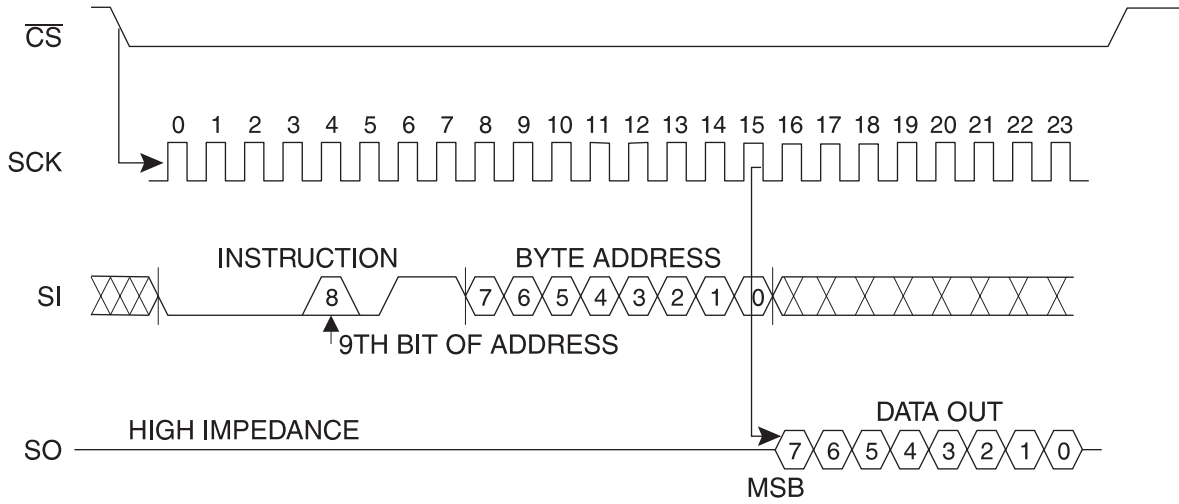 CS
0 1 2 3 4 5 6 7 8 9 10 11 12 13 14 15 16 17 18 19 20 21 22 23
SCK
INSTRUCTION BYTE ADDRESS
SI 8 7 6 5 4 3 2 1 0
9TH BIT OF ADDRESS
DATA OUT
HIGH IMPEDANCE
SO 7 6 5 4 3 2 1 0
MSB